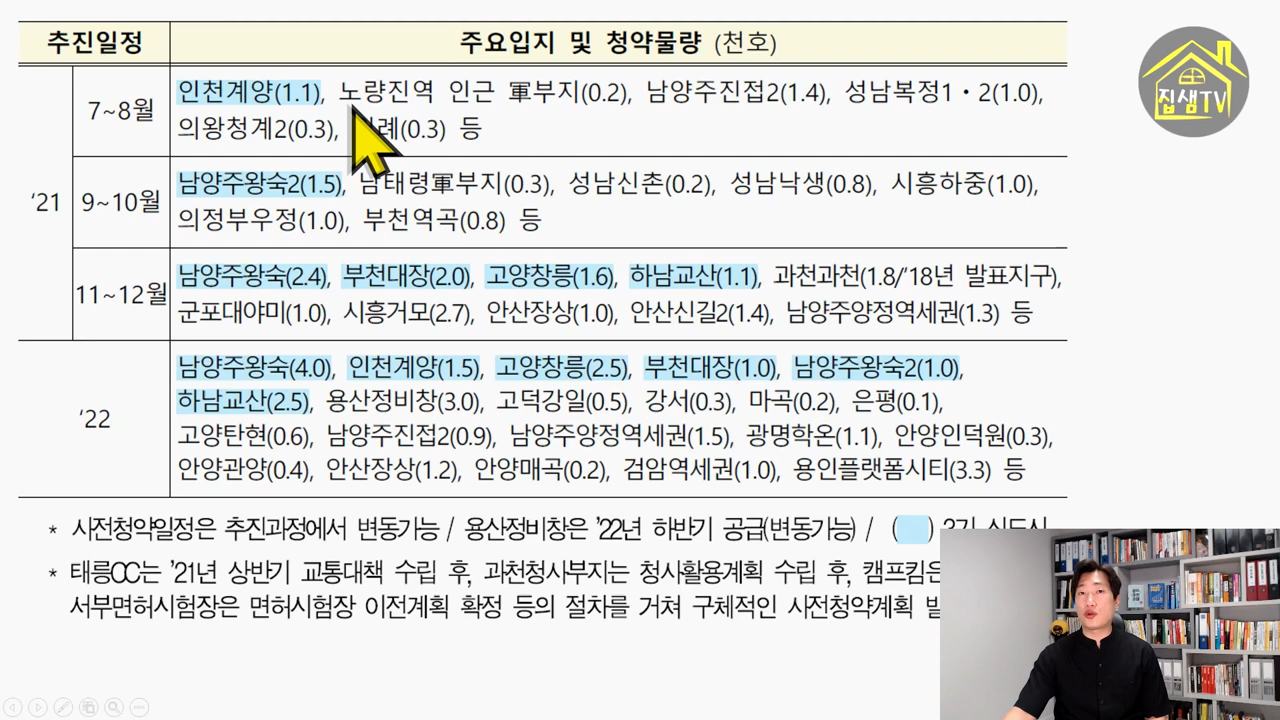 추진일정 주요입지 및 청약물량 (천호)
집샘TV
'21
7~8월
인천계양(1.1), 노량진역 인근 軍부지(0.2), 남양주진접2(1.4), 성남복정1·2(1.0),
의왕청계2(0.3), 위례(0.3) 등
9~10월
남양주왕숙2(1.5), 남태령軍부지(0.3), 성남신촌(0.2), 성남낙생(0.8), 시흥하중(1.0),
의정부우정(1.0), 부천역곡(0.8) 등
11~12월
남양주왕숙(2.4), 부천대장(2.0), 고양창릉(1.6), 하남교산(1.1), 과천과천(1.8/'18년 발표지구),
군포대야미(1.0), 시흥거모(2.7), 안산장상(1.0), 안산신길2(1.4), 남양주양정역세권(1.3) 등
'22
남양주왕숙(4.0), 인천계양(1.5), 고양창릉(2.5), 부천대장(1.0), 남양주왕숙2(1.0),
하남교산(2.5), 용산정비창(3.0), 고덕강일(0.5), 강서(0.3), 마곡(0.2), 은평(0.1),
고양탄현(0.6), 남양주진접2(0.9), 남양주양정역세권(1.5), 광명학온(1.1), 안양인덕원(0.3),
안양관양(0.4), 안산장상(1.2), 안양매곡(0.2), 검암역세권(1.0), 용인플랫폼시티(3.3) 등
* 사전청약일정은 추진과정에서 변동가능 / 용산정비창은 '22년 하반기 공급(변동가능) / ( ) 3기 신도시
* 태릉CC는 '21년 상반기 교통대책 수립 후, 과천청사부지는 청사활용계획 수립 후, 캠프킴은
서부면허시험장은 면허시험장 이전계획 확정 등의 절차를 거쳐 구체적인 사전청약계획